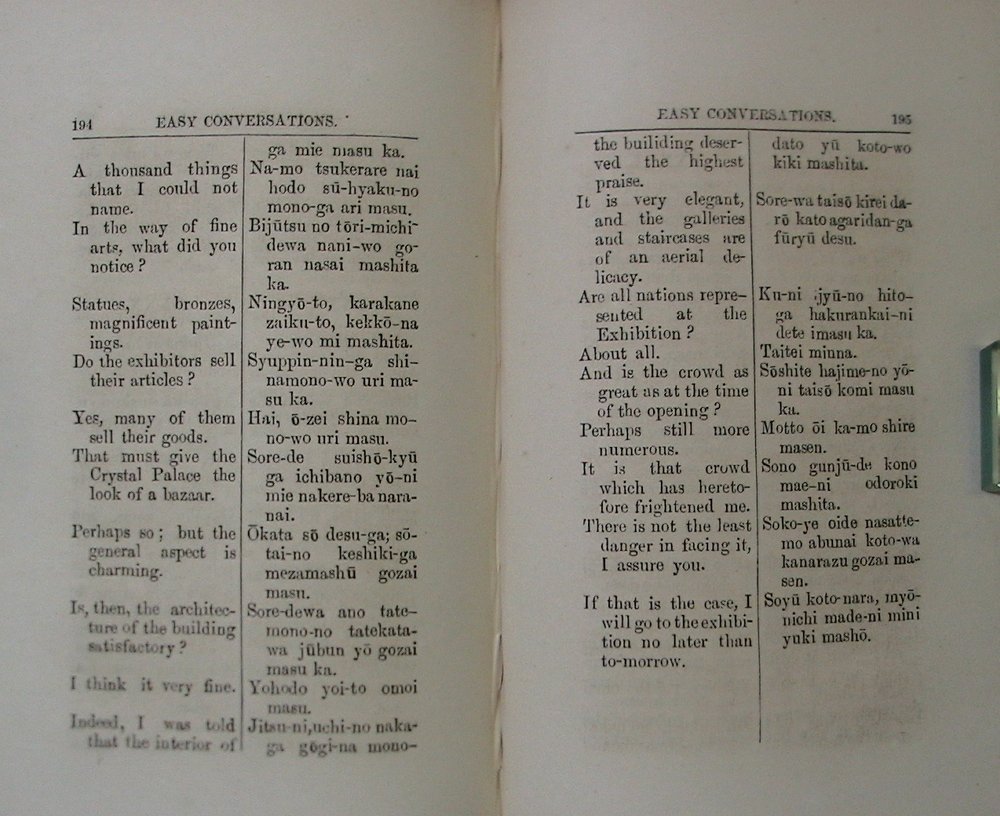 194 EASY CONVERSATIONS.
A thousand things
that I could not
name.
In the way of fine
arts, what did you
notice ?
Statues, bronzes,
magnificent paint-
ings.
Do the exhibitors sell
their articles ?
Yes, many of them
sell their goods.
That must give the
Crystal Palace the
look of a bazaar.
Perhaps so ; but the
general aspect is
charming.
Is, then, the architec-
ture of the building
satisfactory ?
I think it very fine.
Indeed, I was told
that the interior of
ga mie masu ka.
Na-mo tsukerare nai
hodo sū-hyaku-no
mono-ga ari masu.
Bijūtsu no tōri-michi-
dewa nani-wo go-
ran nasai mashita
ka.
Ningyō-to, karakane
zaiku-to, kekkō-na
ye-wo mi mashita.
Syuppin-nin-ga shi-
namono-wo uri ma-
su ka.
Hai, ō-zei shina mo-
no-wo uri masu.
Sore-de suishō-kyū
ga ichibano yō-ni
mie nakere-ba nara-
nai.
Ōkata sō desu-ga; sō-
tai-no keshiki-ga
mezamashū gozai
masu.
Sore-dewa ano tate-
mono-no tatekata-
wa jūbun yō gozai
masu ka.
Yohodo yoi-to omoi
masu.
Jitsu-ni, uchi-no naka-
ga gōgi-na mono-
EASY CONVERSATIONS. 195
the builiding deser-
ved the highest
praise.
It is very elegant,
and the galleries
and staircases are
of an aerial de-
licacy.
Are all nations repre-
sented at the
Exhibition ?
About all.
And is the crowd as
great as at the time
of the opening ?
Perhaps still more
numerous.
It is that crowd
which has hereto-
fore frightened me.
There is not the least
danger in facing it,
I assure you.
If that is the case, I
will go to the exhibi-
tion no later than
to-morrow.
dato yū koto-wo
kiki mashita.
Sore-wa taisō kirei da-
rō kato agaridan-ga
fūryū desu.
Ku-ni jyū-no hito-
ga hakurankai-ni
dete imasu ka.
Taitei minna.
Sōshite hajime-no yō-
ni taisō komi masu
ka.
Motto ōi ka-mo shire
masen.
Sono gunjū-de kono
mae-ni odoroki
mashita.
Soko-ye oide nasatte-
mo abunai koto-wa
kanarazu gozai ma-
sen.
Soyū koto-nara, myō-
nichi made-ni mini
yuki mashō.